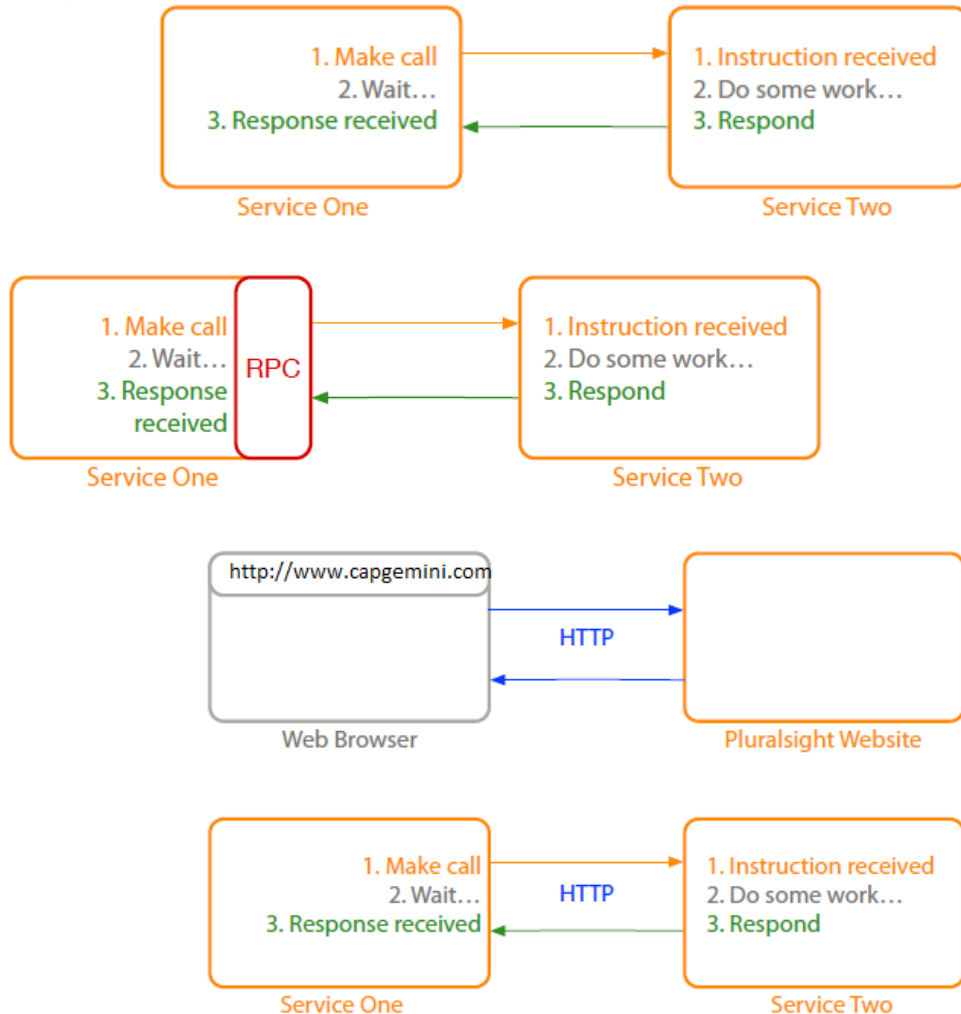 1. Make call
2. Wait...
3. Response received
1. Instruction received
2. Do some work...
3. Respond
Service One
Service Two
1. Make call
2. Wait...
3. Response
received
RPC
1. Instruction received
2. Do some work...
3. Respond
Service One
Service Two
http://www.capgemini.com
HTTP
Web Browser
Pluralsight Website
1. Make call
2. Wait...
3. Response received
HTTP
1. Instruction received
2. Do some work...
3. Respond
Service One
Service Two